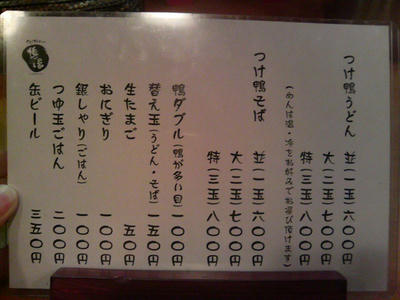 つけ鴨うどん 並(一玉)六〇〇円
大(二玉)七〇〇円
特(三玉)八〇〇円
(めんは温・冷をお好みでお選び頂けます)
つけ鴨そば 並(一玉)六〇〇円
大(二玉)七〇〇円
特(三玉)八〇〇円
鴨ダブル(鴨が多い目) 一〇〇円
替え玉(うどん・そば) 一五〇円
生たまご 五〇円
おにぎり 一〇〇円
銀しゃり(ごはん) 一〇〇円
つゆ玉ごはん 二〇〇円
缶ビール 三五〇円